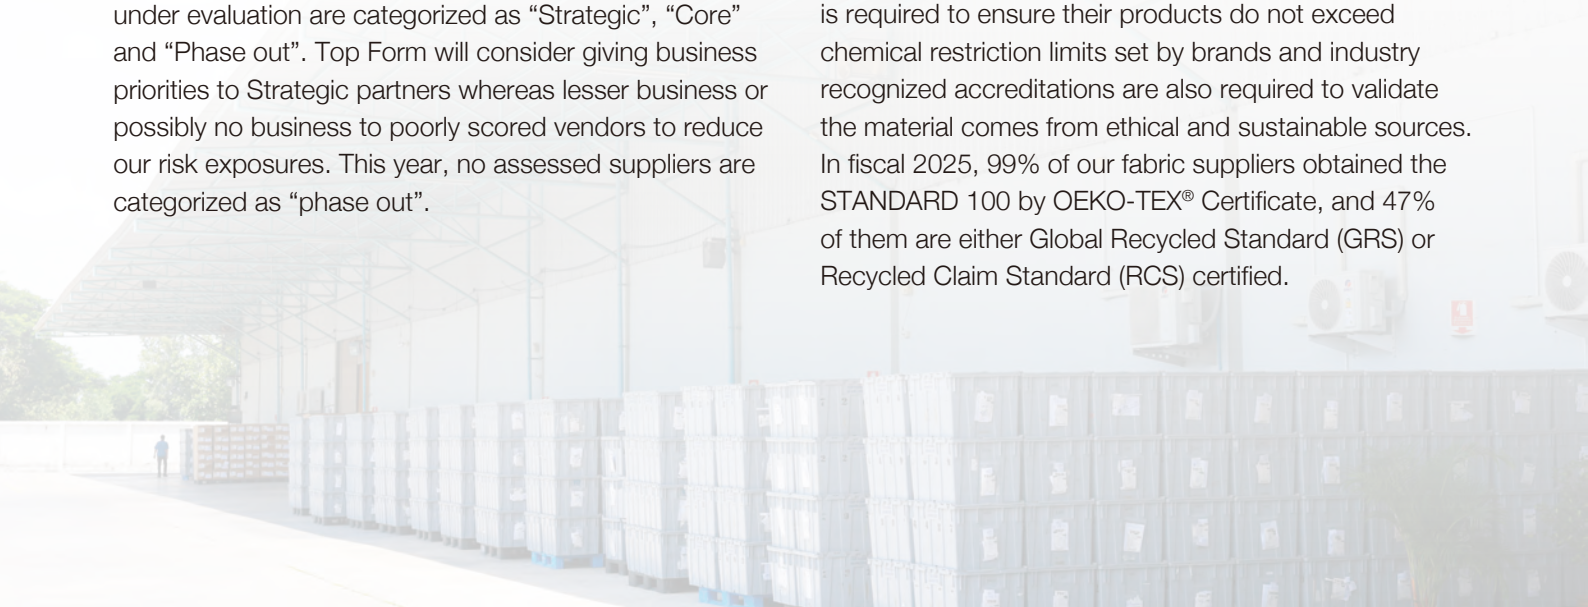 under evaluation are categorized as “Strategic”, “Core”
and “Phase out”. Top Form will consider giving business
priorities to Strategic partners whereas lesser business or
possibly no business to poorly scored vendors to reduce
our risk exposures. This year, no assessed suppliers are
categorized as “phase out”.
is required to ensure their products do not exceed
chemical restriction limits set by brands and industry
recognized accreditations are also required to validate
the material comes from ethical and sustainable sources.
In fiscal 2025, 99% of our fabric suppliers obtained the
STANDARD 100 by OEKO-TEX® Certificate, and 47%
of them are either Global Recycled Standard (GRS) or
Recycled Claim Standard (RCS) certified.